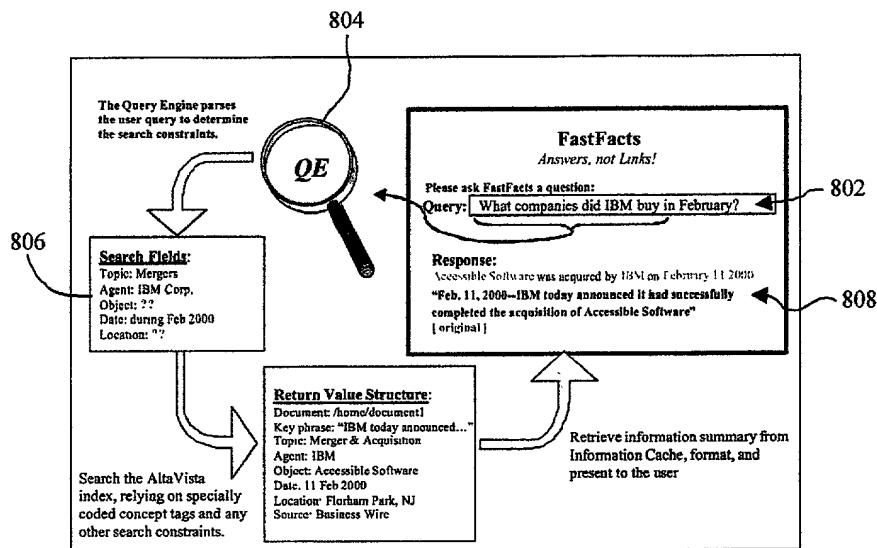 804
The Query Engine parses
the user query to determine
the search constraints.
QE
FastFacts
Answers, not Links!
Please ask FastFacts a question:
Query: What companies did IBM buy in February?
802
806
Search Fields:
Topic: Mergers
Agent: IBM Corp.
Object: ??
Date: during Feb 2000
Location: ??
Response:
Accessible Software was acquired by IBM on February 11 2000
"Feb. 11, 2000--IBM today announced it had successfully
completed the acquisition of Accessible Software"
[original]
808
Return Value Structure:
Document: /home/document1
Key phrase: "IBM today announced..."
Topic: Merger & Acquisition
Agent: IBM
Object: Accessible Software
Date. 11 Feb 2000
Location: Florham Park, NJ
Source: Business Wire
Search the AltaVista
index, relying on specially
coded concept tags and any
other search constraints.
Retrieve information summary from
Information Cache, format, and
present to the user